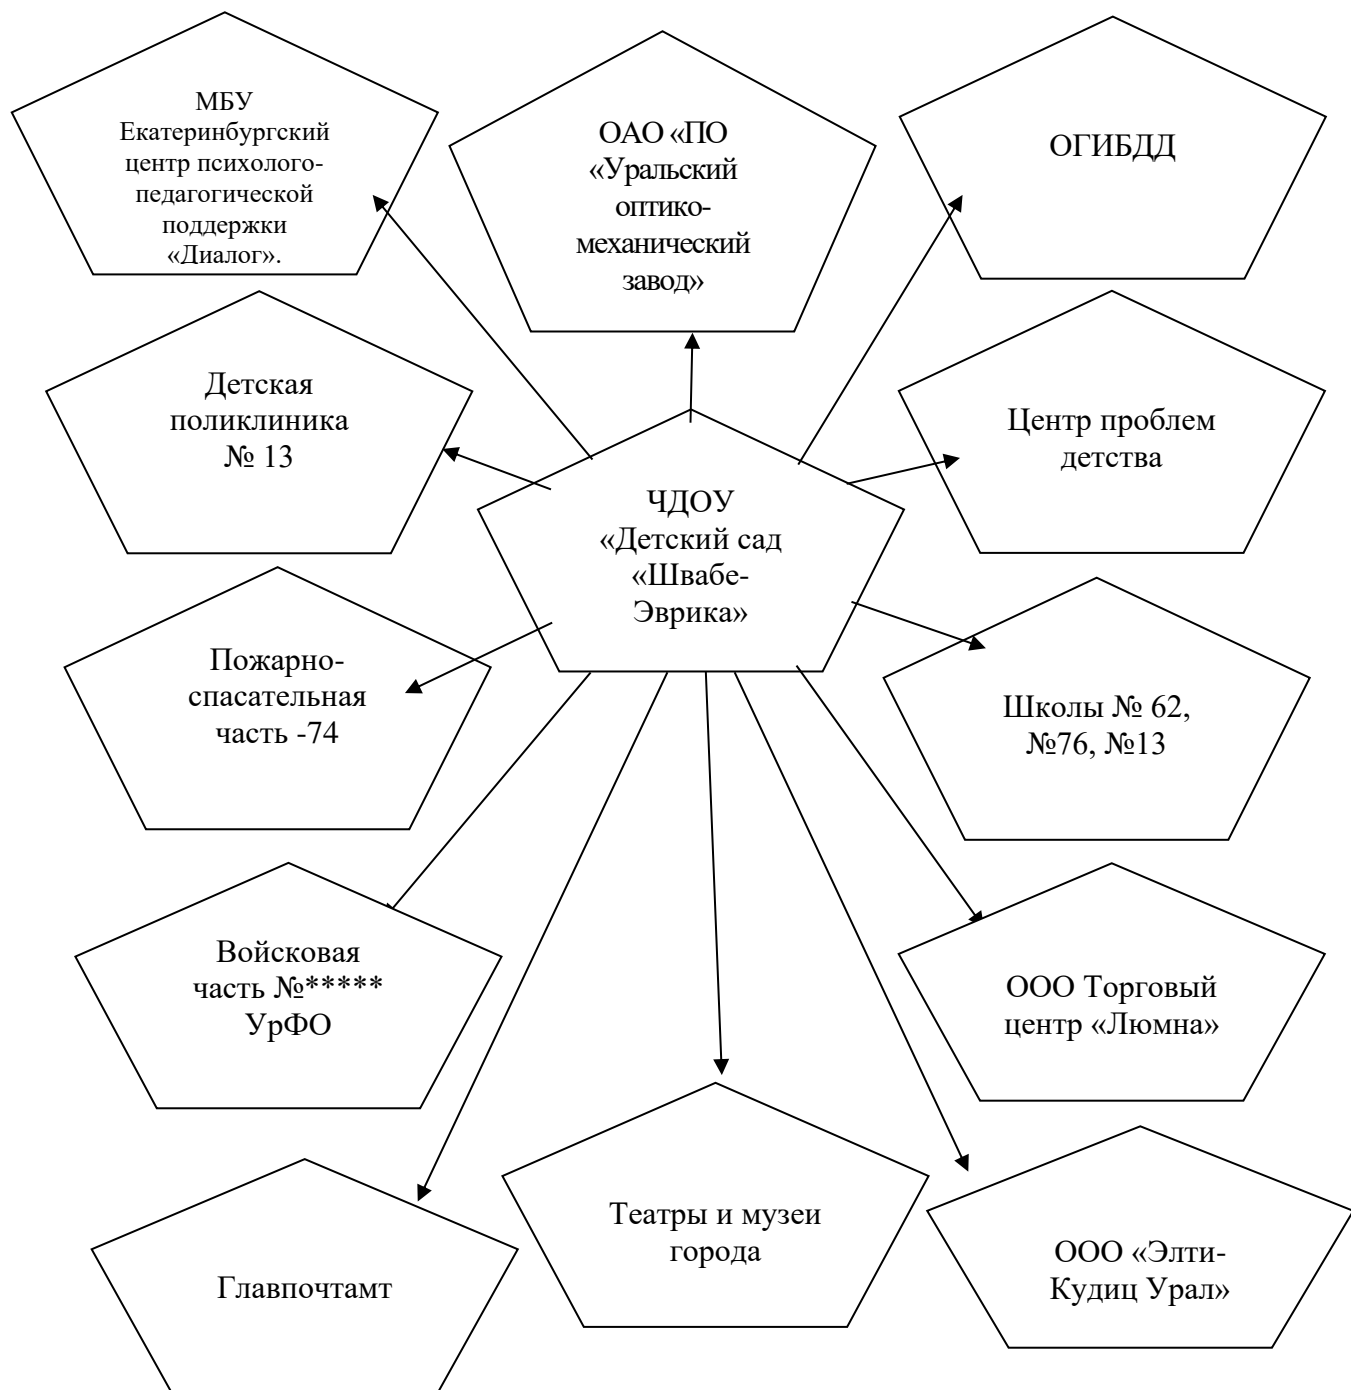 МБУ
Екатеринбургский
центр психолого-
педагогической
поддержки
«Диалог».
ОАО «ПО
«Уральский
оптико-
механический
завод»
ОГИБДД
Детская
поликлиника
№ 13
Центр проблем
детства
ЧДОУ
«Детский сад
«Швабе-
Эврика»
Пожарно-
спасательная
часть -74
Школы № 62,
№76, №13
Войсковая
часть №*****
УрФО
ООО Торговый
центр «Люмна»
Театры и музеи
города
ООО «Элти-
Кудиц Урал»
Главпочтамт